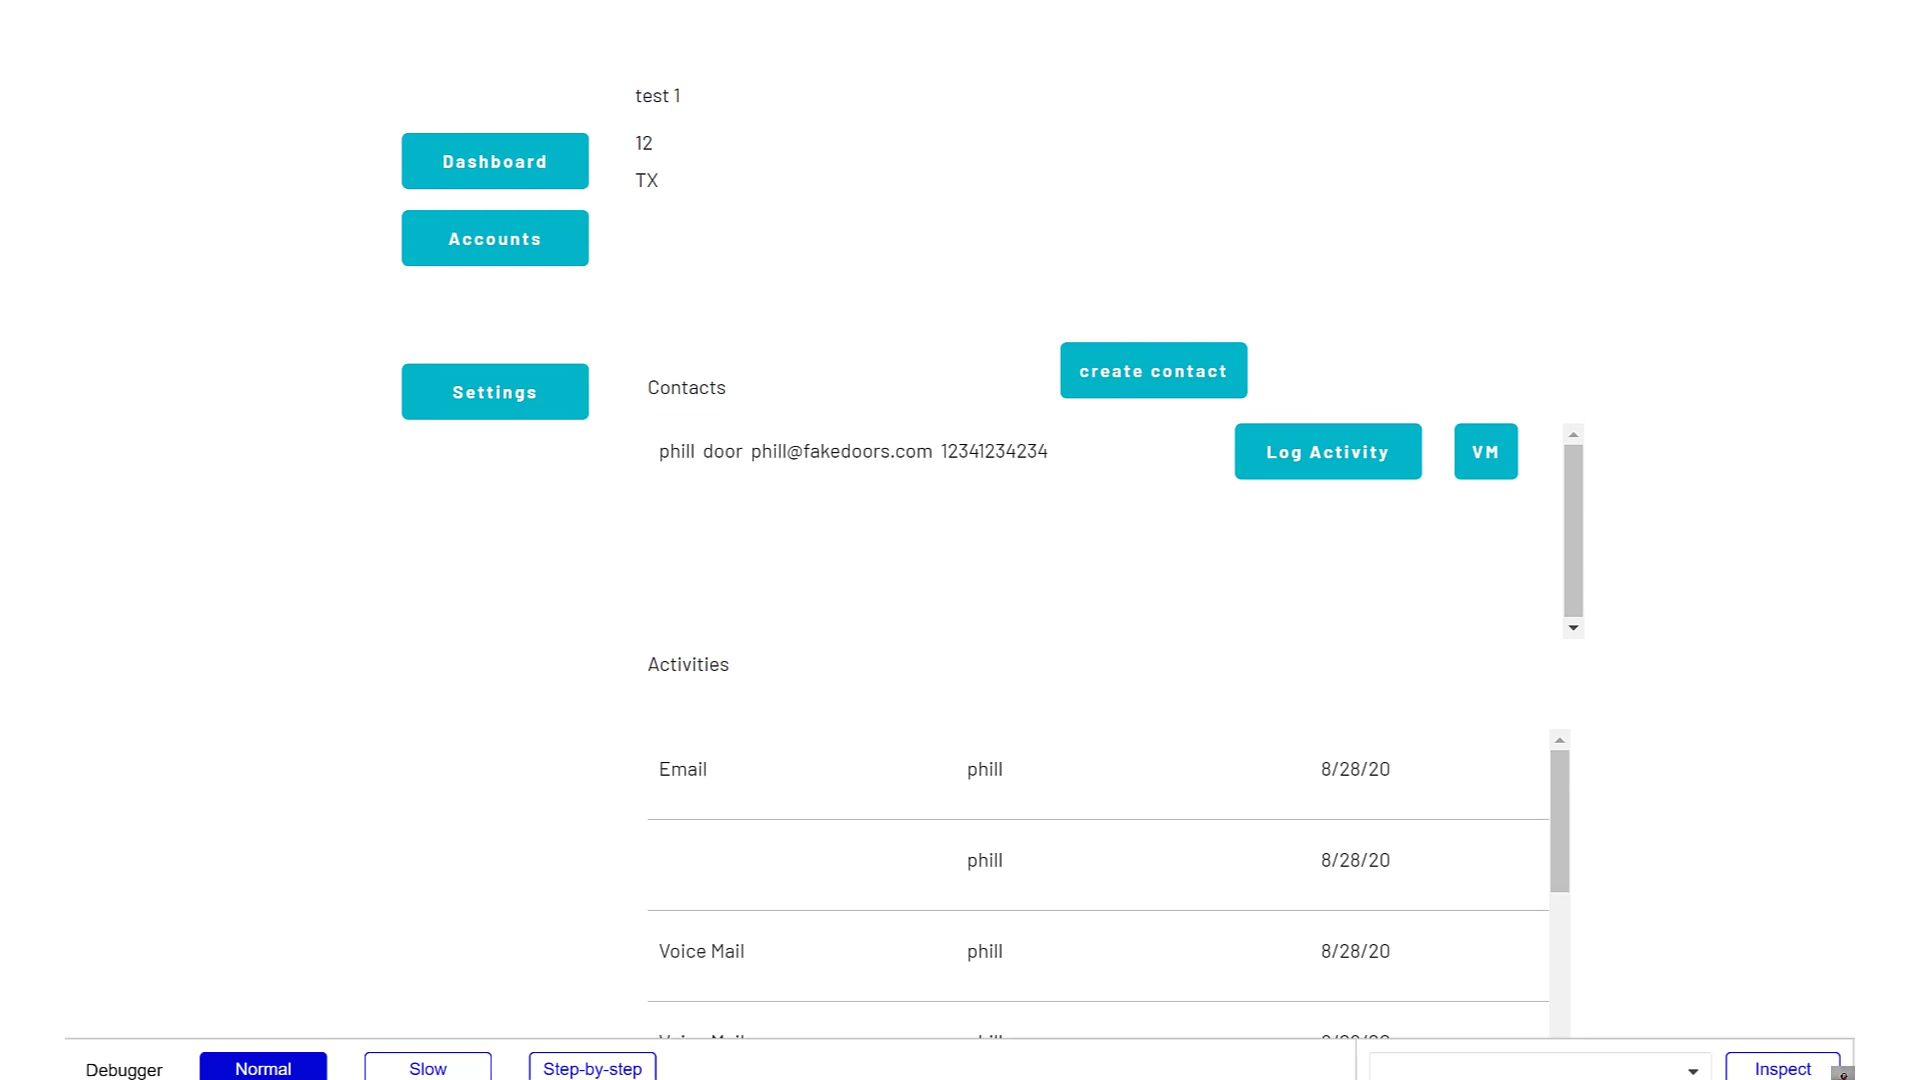 test 1
12
Dashboard
TX
Accounts
create contact
Settings
Contacts
phill door phill@fakedoors.com 12341234234
Log Activity
VM
Activities
Email phill 8/28/20
phill 8/28/20
Voice Mail phill 8/28/20
Debugger
Normal
Slow
Step-by-step
Inspect